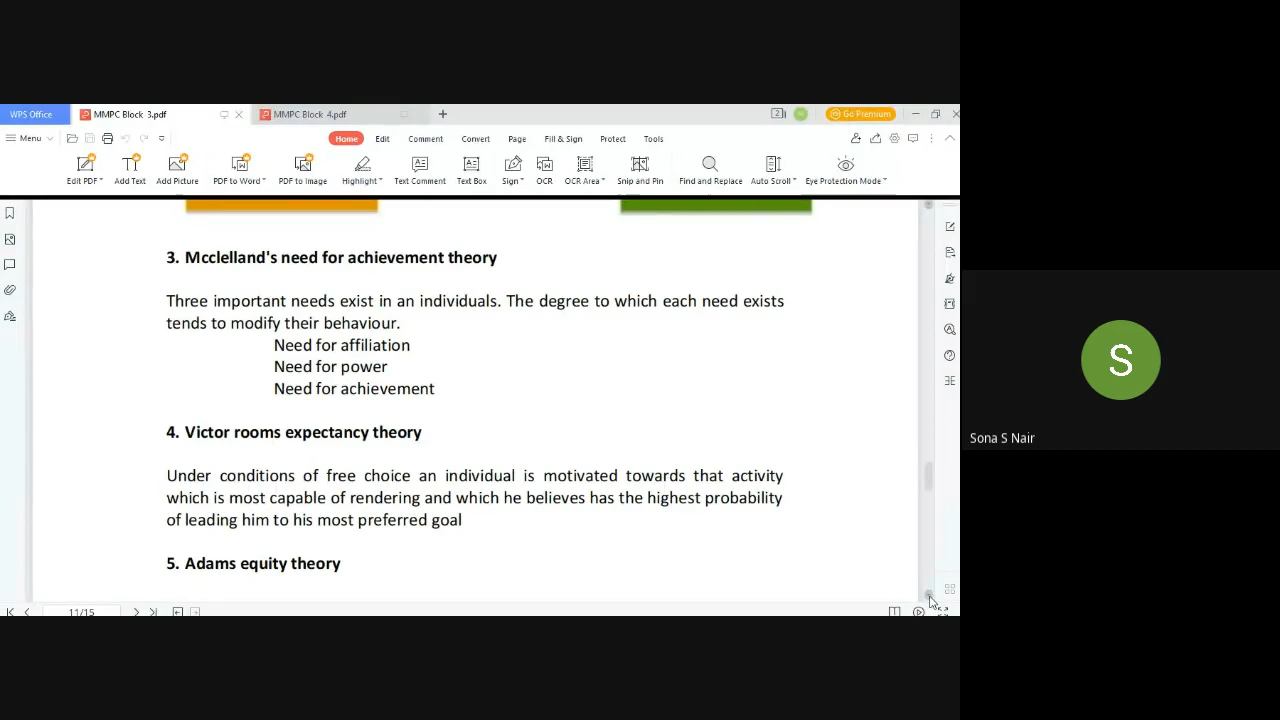 WPS Office MMPC Block 3.pdf MMPC Block 4.pdf Go Premium
Menu Home Edit Comment Convert Page Fill & Sign Protect Tools
Edit PDF Add Text Add Picture PDF to Word PDF to Image Highlight Text Comment Text Box Sign OCR OCR Area Snip and Pin Find and Replace Auto Scroll Eye Protection Mode
3. Mcclelland's need for achievement theory
Three important needs exist in an individuals. The degree to which each need exists
tends to modify their behaviour.
Need for affiliation
Need for power
Need for achievement
4. Victor rooms expectancy theory
Under conditions of free choice an individual is motivated towards that activity
which is most capable of rendering and which he believes has the highest probability
of leading him to his most preferred goal
5. Adams equity theory
11/15
S
Sona S Nair